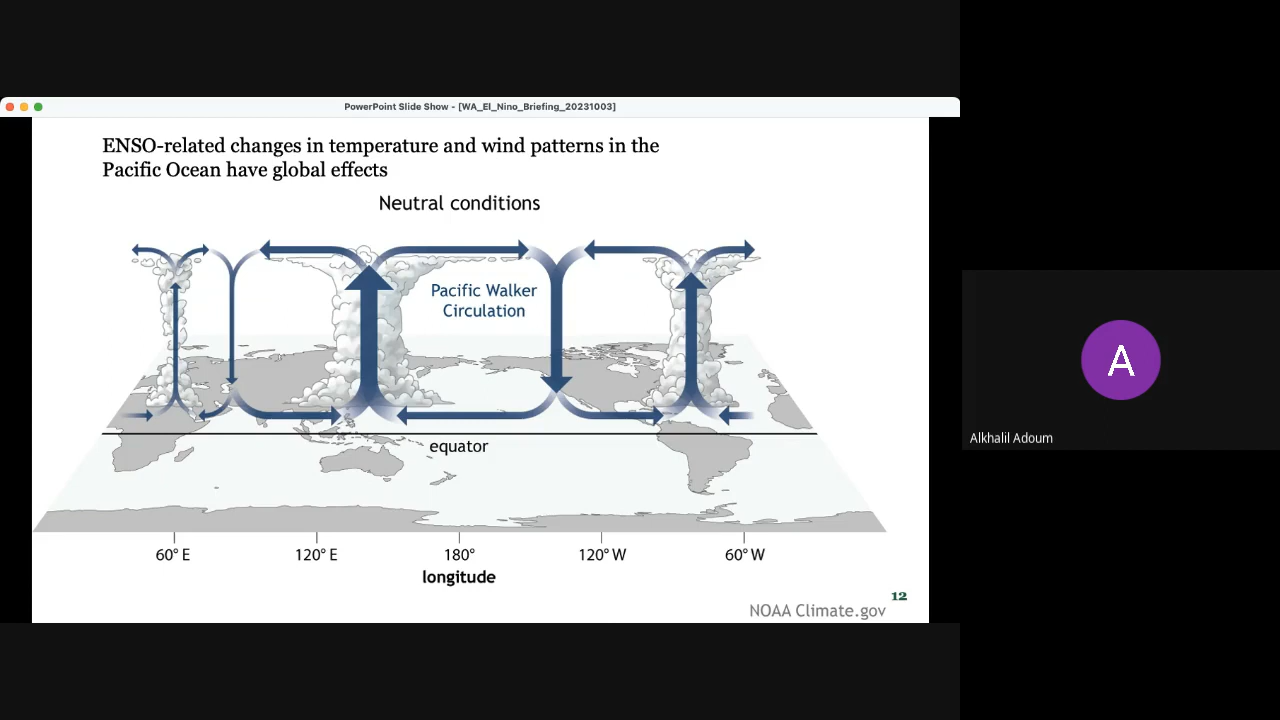 PowerPoint Slide Show - [WA_El_Nino_Briefing_20231003]
ENSO-related changes in temperature and wind patterns in the
Pacific Ocean have global effects
Neutral conditions
Pacific Walker
Circulation
equator
60° E
120° E
180°
120° W
60° W
longitude
12
NOAA Climate.gov
A
Alkhalil Adoum